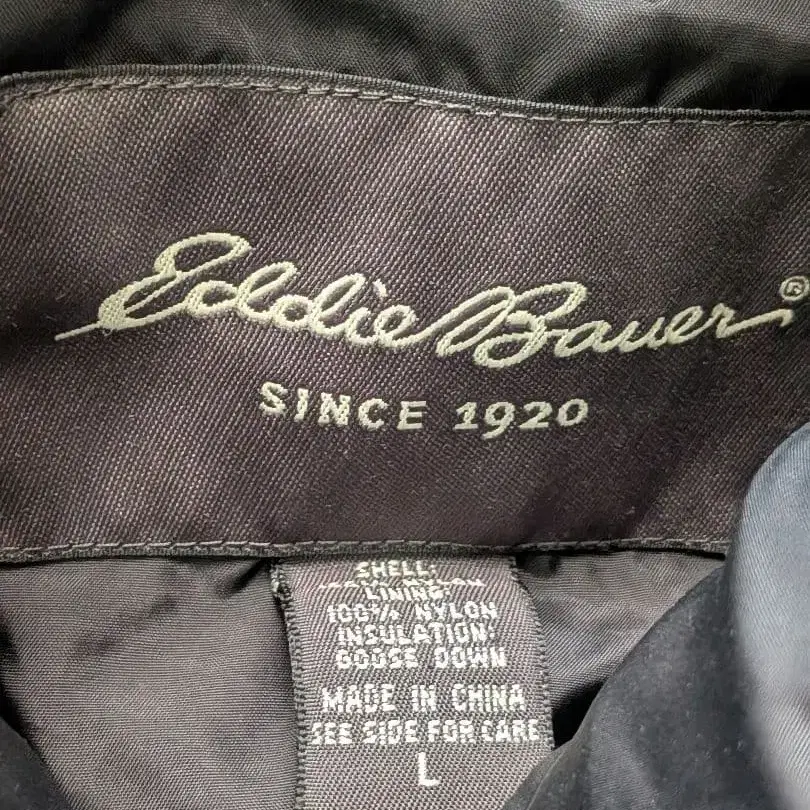 Eddie Bauer®
SINCE 1920
SHELL:
LINING:
100% NYLON
INSULATION:
GOOSE DOWN
MADE IN CHINA
SEE SIDE FOR CARE
L